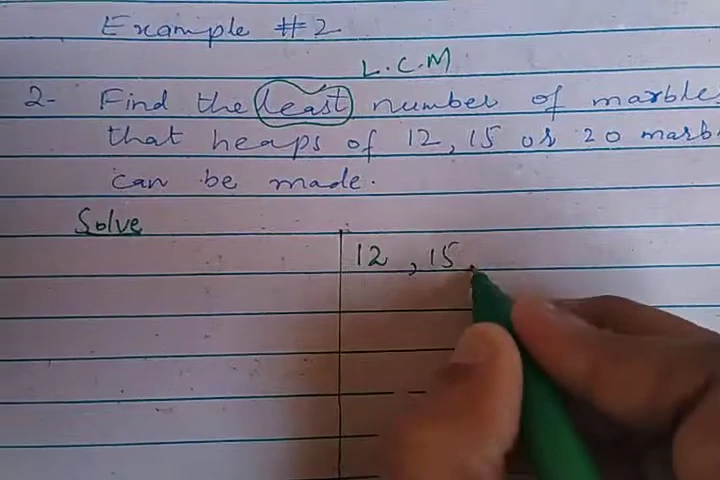 Example #2
L.C.M
2- Find the least number of marbles
that heaps of 12, 15 or 20 marb
can be made.
Solve
12 , 15,